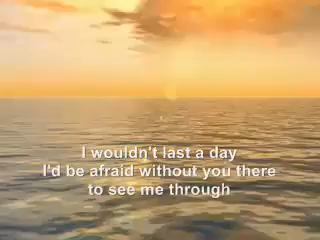 I wouldn't last a day
I'd be afraid without you there
to see me through